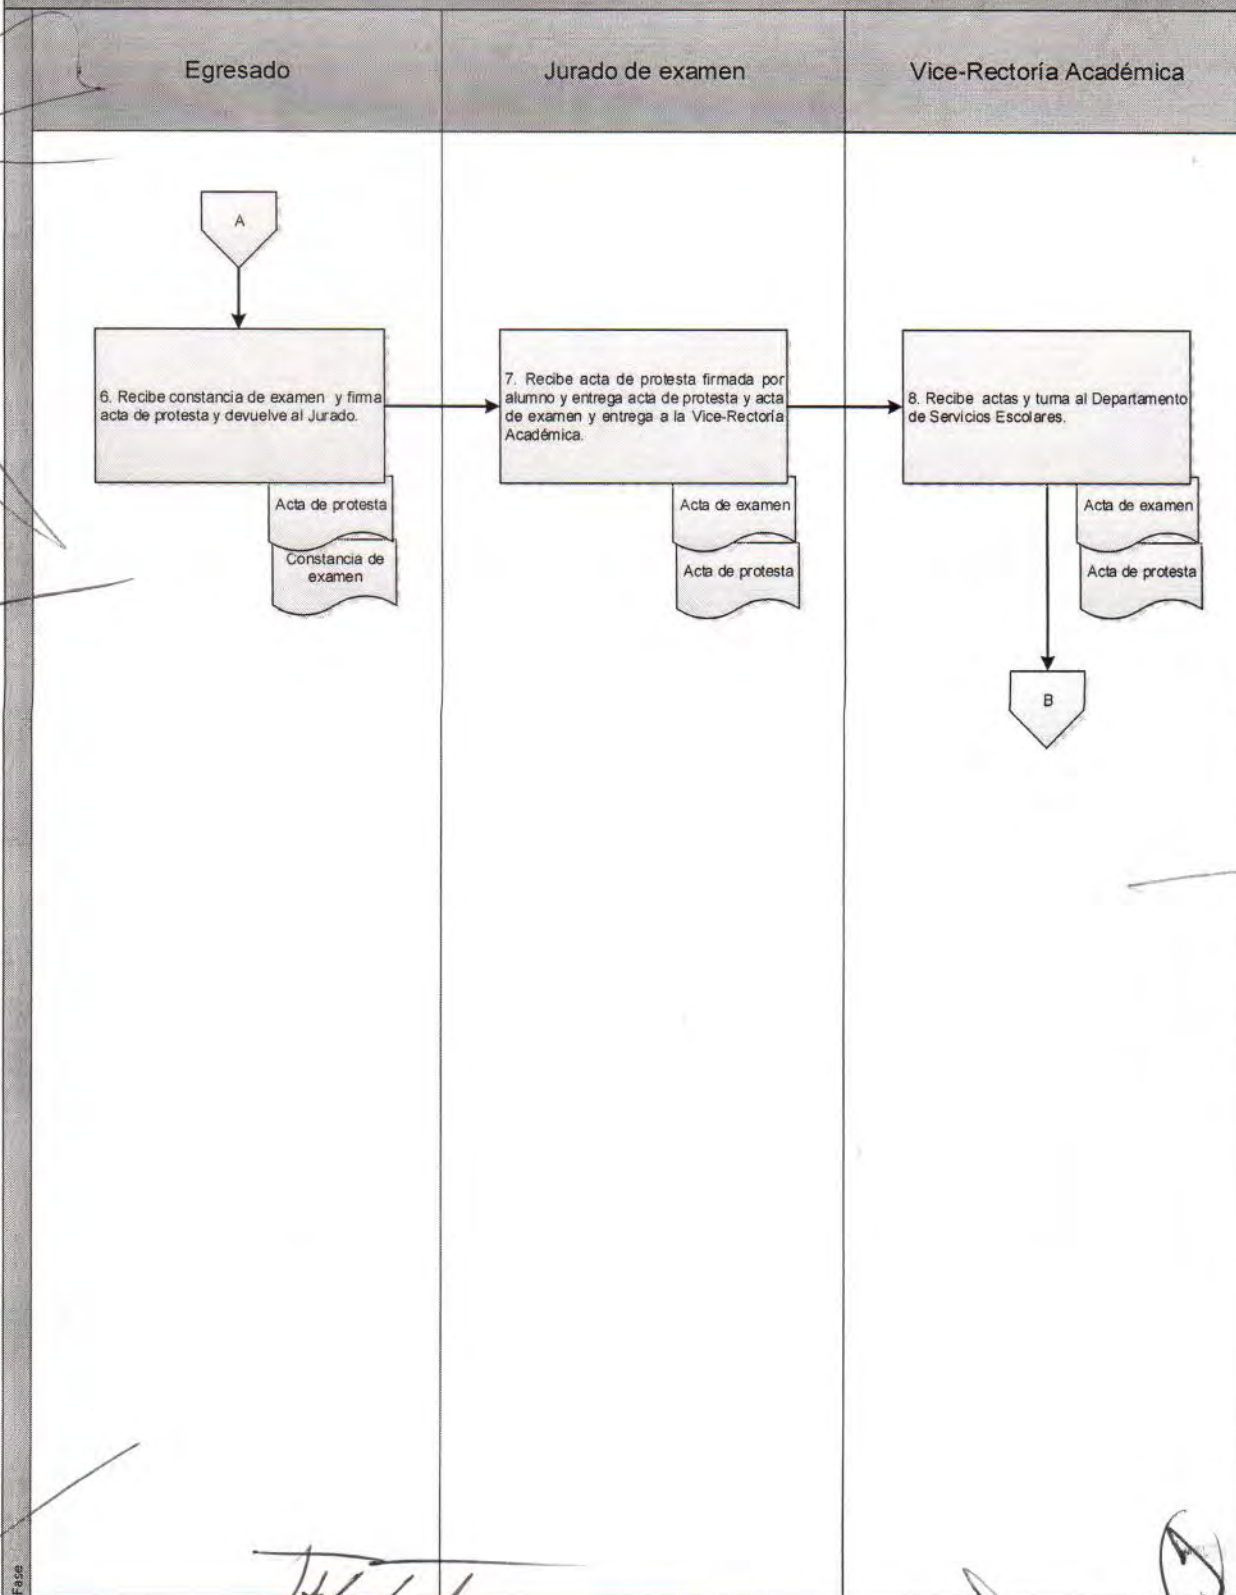 Egresado
Jurado de examen
Vice-Rectoría Académica
A
6. Recibe constancia de examen y firma
acta de protesta y devuelve al Jurado.
Acta de protesta
Constancia de
examen
7. Recibe acta de protesta firmada por
alumno y entrega acta de protesta y acta
de examen y entrega a la Vice-Rectoría
Académica.
Acta de examen
Acta de protesta
8. Recibe actas y turna al Departamento
de Servicios Escolares.
Acta de examen
Acta de protesta
B
Fase